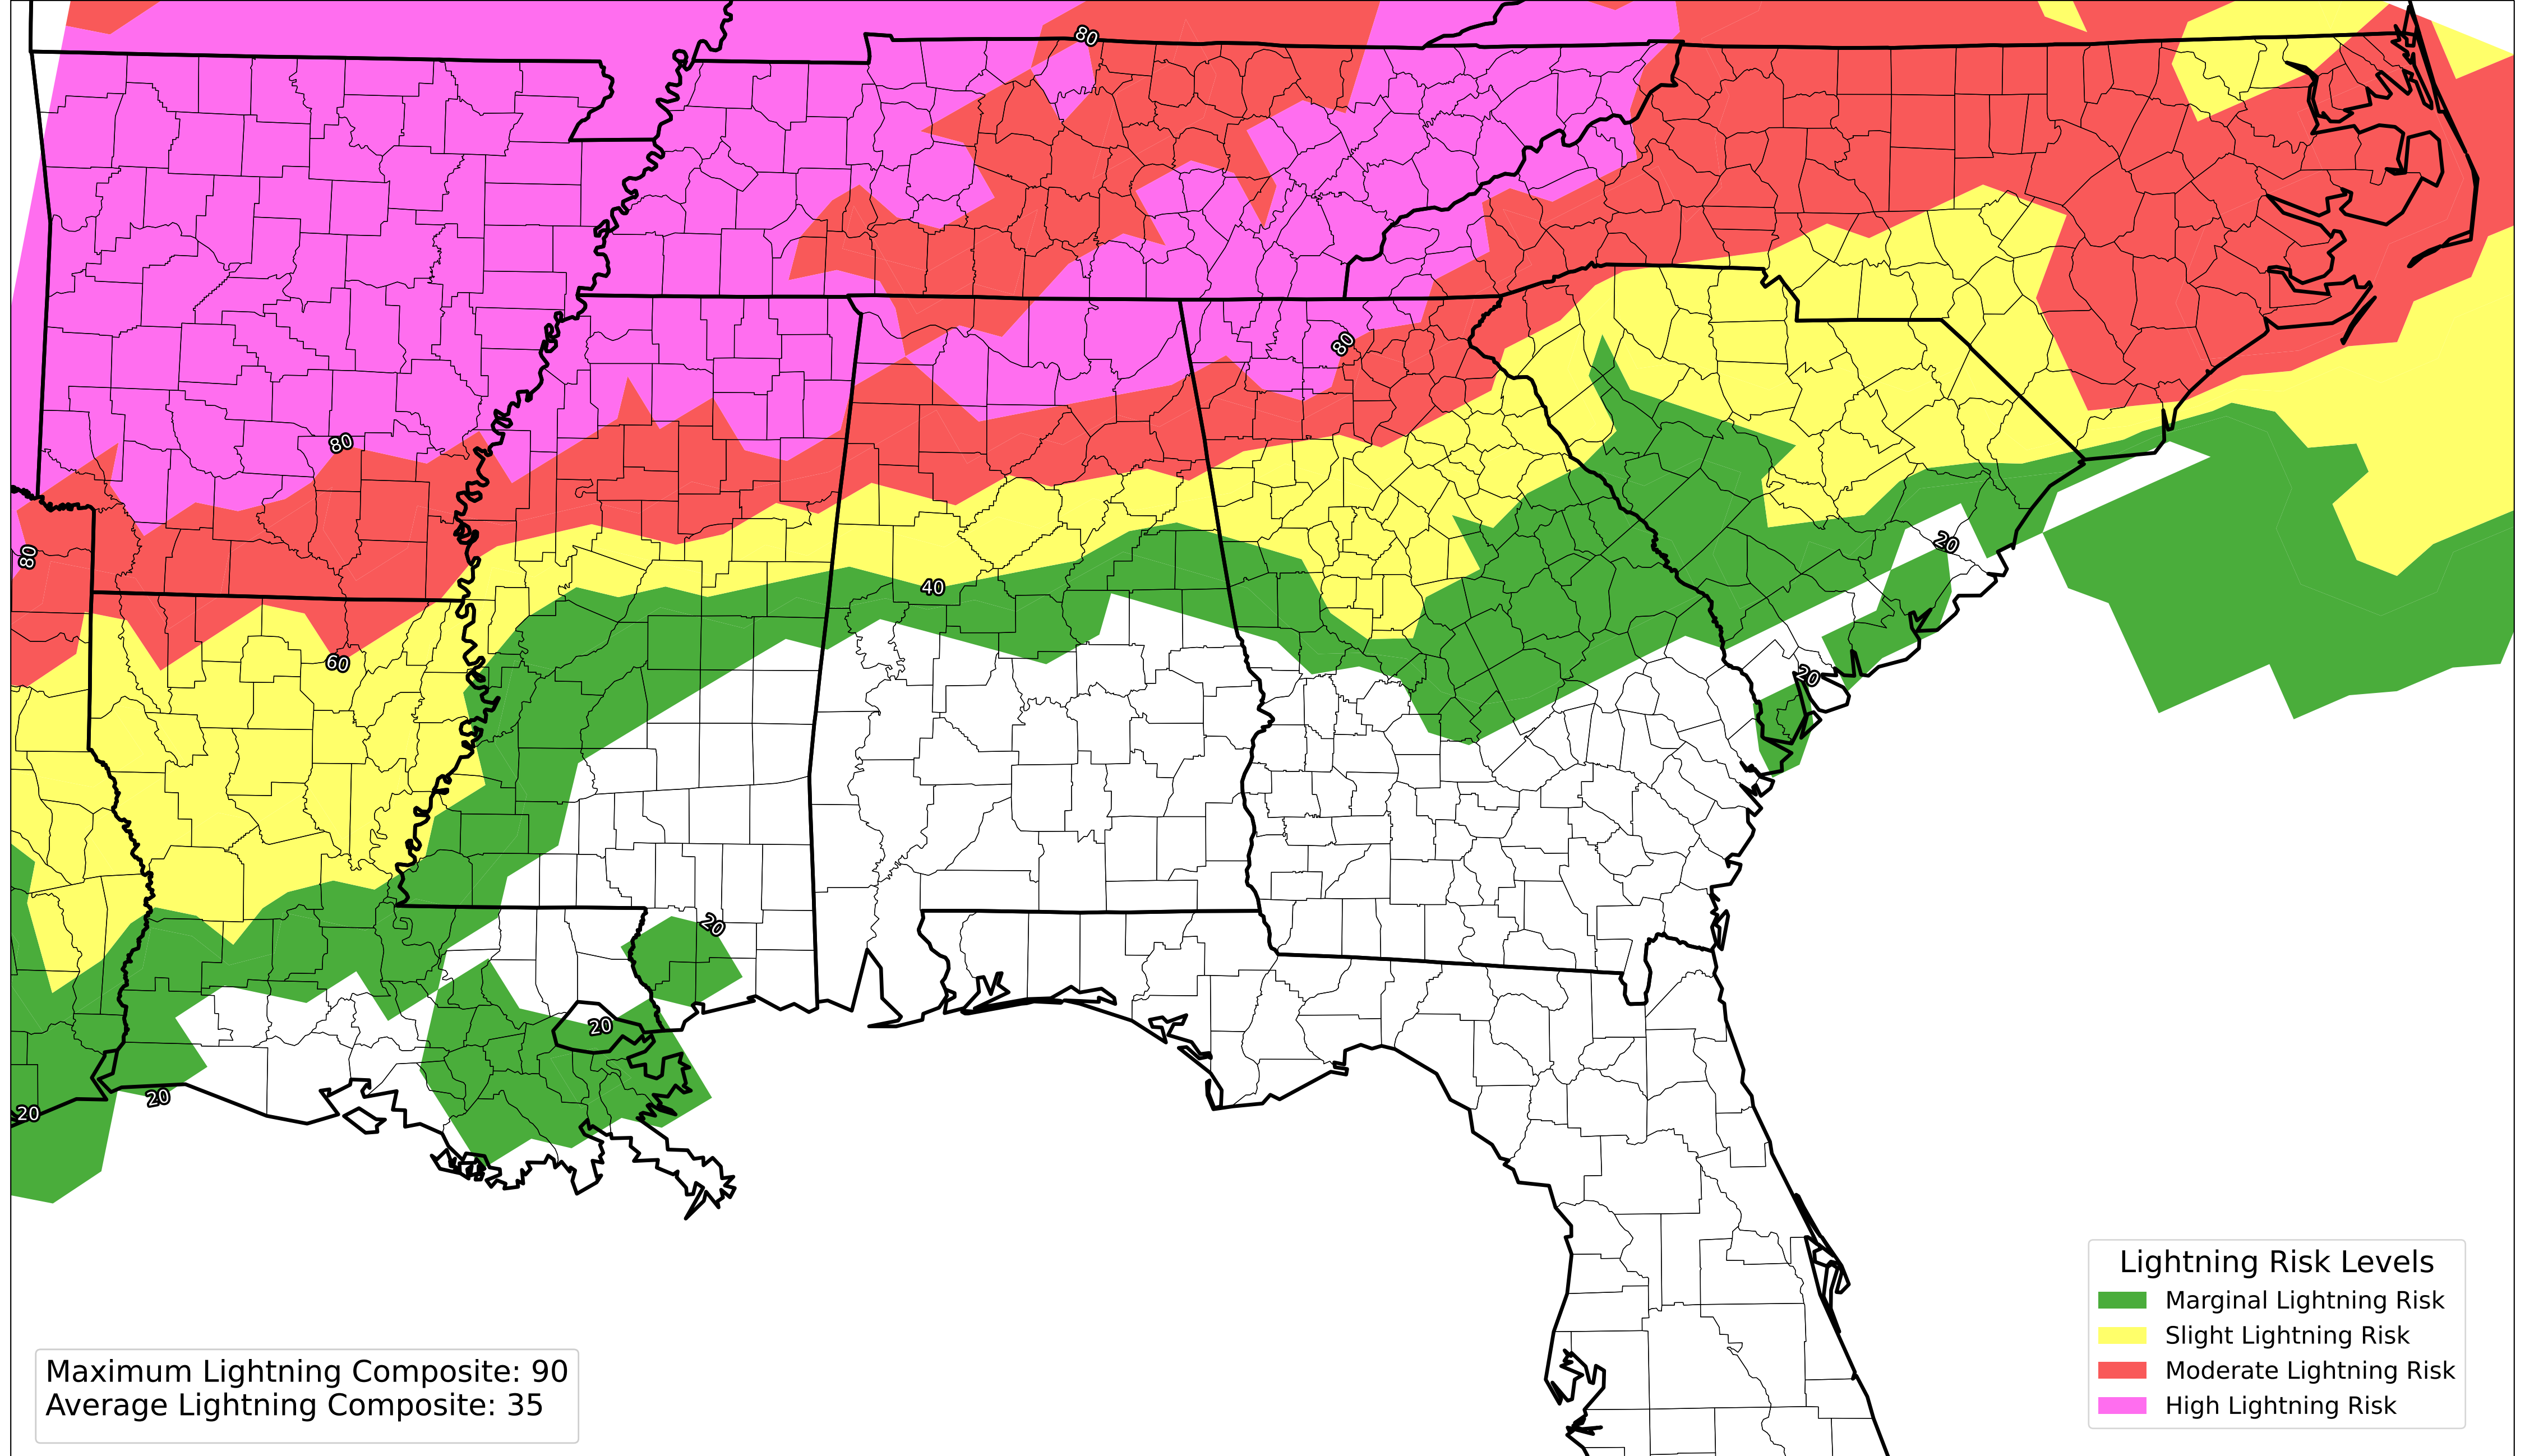 80
80
80
80
20
40
60
20
20
20
20
20
Lightning Risk Levels
Marginal Lightning Risk
Slight Lightning Risk
Moderate Lightning Risk
High Lightning Risk
Maximum Lightning Composite: 90
Average Lightning Composite: 35